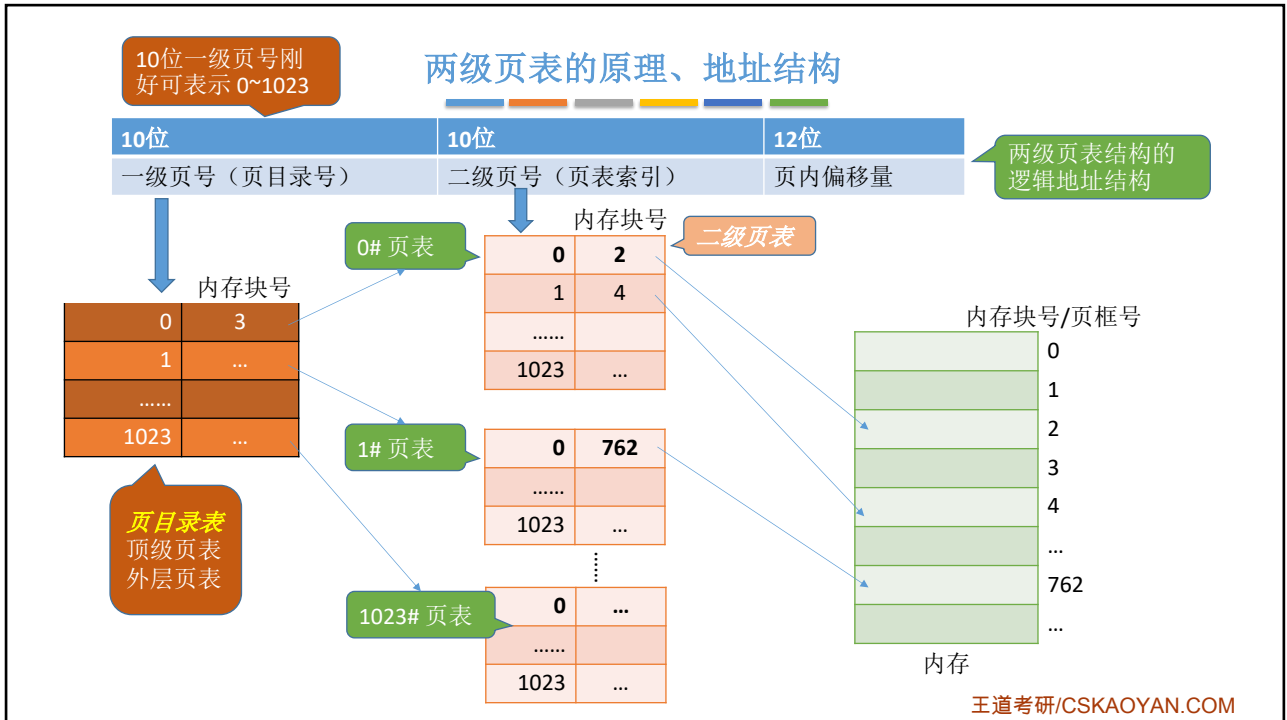 两级页表的原理、地址结构
10位一级页号刚
好可表示 0~1023
10位 10位 12位
一级页号（页目录号） 二级页号（页表索引） 页内偏移量
两级页表结构的
逻辑地址结构
内存块号
0 3
1 ...
……
1023 ...
页目录表
顶级页表
外层页表
0# 页表
内存块号
二级页表
0 2
1 4
……
1023 ...
1# 页表
0 762
……
1023 ...
……
1023# 页表
0 ...
……
1023 ...
内存块号/页框号
0
1
2
3
4
...
762
...
内存
王道考研/CSKAOYAN.COM